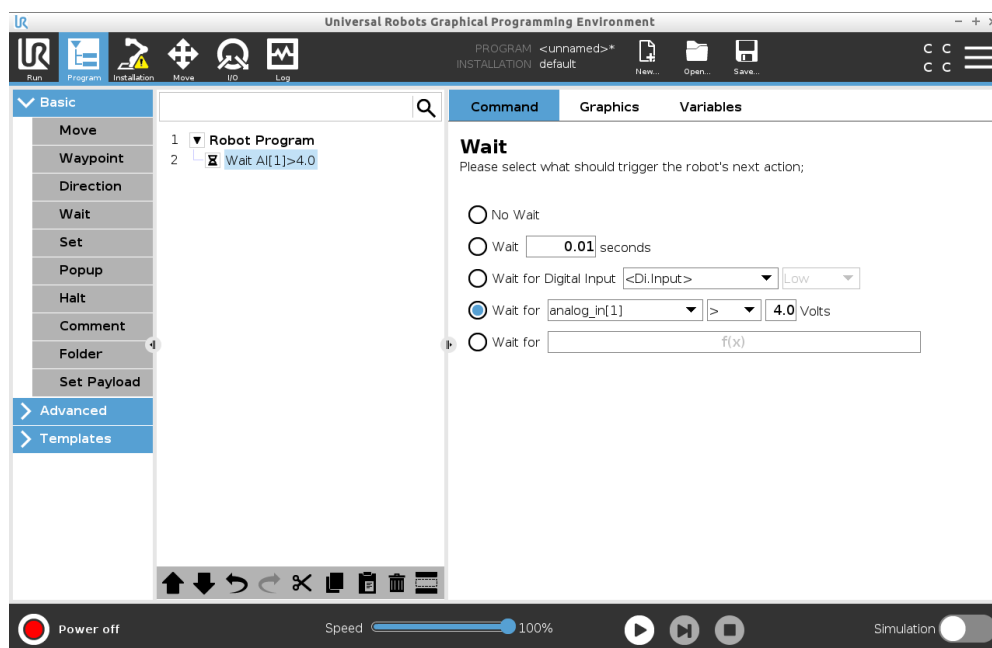 UR
Universal Robots Graphical Programming Environment
UR
Run
Program
Installation
Move
I/O
Log
PROGRAM <unnamed>*
INSTALLATION default
New...
Open...
Save...
C C
C C
Basic
Move
Waypoint
Direction
Wait
Set
Popup
Halt
Comment
Folder
Set Payload
Advanced
Templates
1 Robot Program
2 Wait AI[1]>4.0
Command Graphics Variables
Wait
Please select what should trigger the robot's next action;
No Wait
Wait 0.01 seconds
Wait for Digital Input <Di.Input> Low
Wait for analog_in[1] > 4.0 Volts
Wait for f(x)
Power off
Speed 100%
Simulation